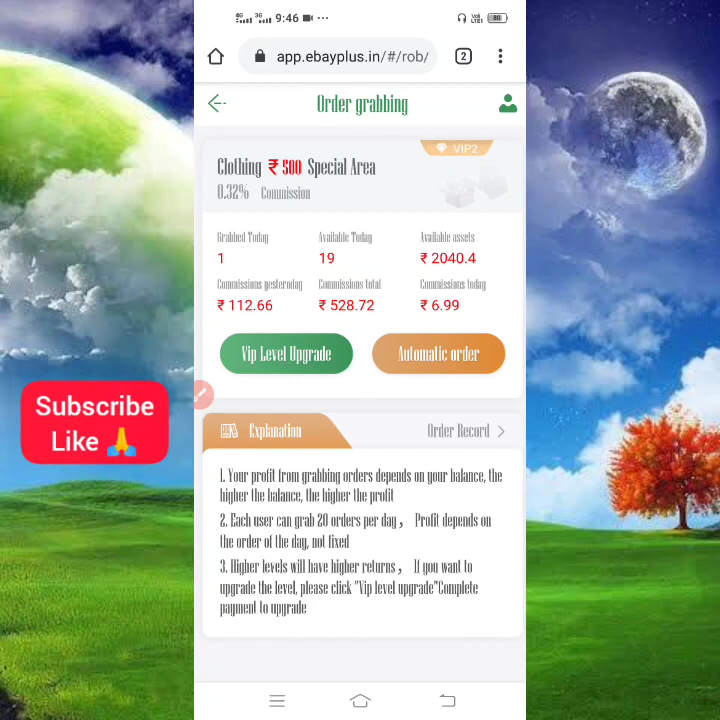 4G 3G 9:46
80
app.ebayplus.in/#/rob/
2
Order grabbing
VIP2
Clothing ₹ 500 Special Area
0.32% Commission
Grabbed Today Available Today Available assets
1 19 ₹ 2040.4
Commissions yesterday Commissions total Commissions today
₹ 112.66 ₹ 528.72 ₹ 6.99
Vip Level Upgrade Automatic order
Subscribe
Like 🙏
Explanation Order Record >
1. Your profit from grabbing orders depends on your balance, the
higher the balance, the higher the profit
2. Each user can grab 20 orders per day， Profit depends on
the order of the day, not fixed
3. Higher levels will have higher returns， If you want to
upgrade the level, please click "Vip level upgrade"Complete
payment to upgrade